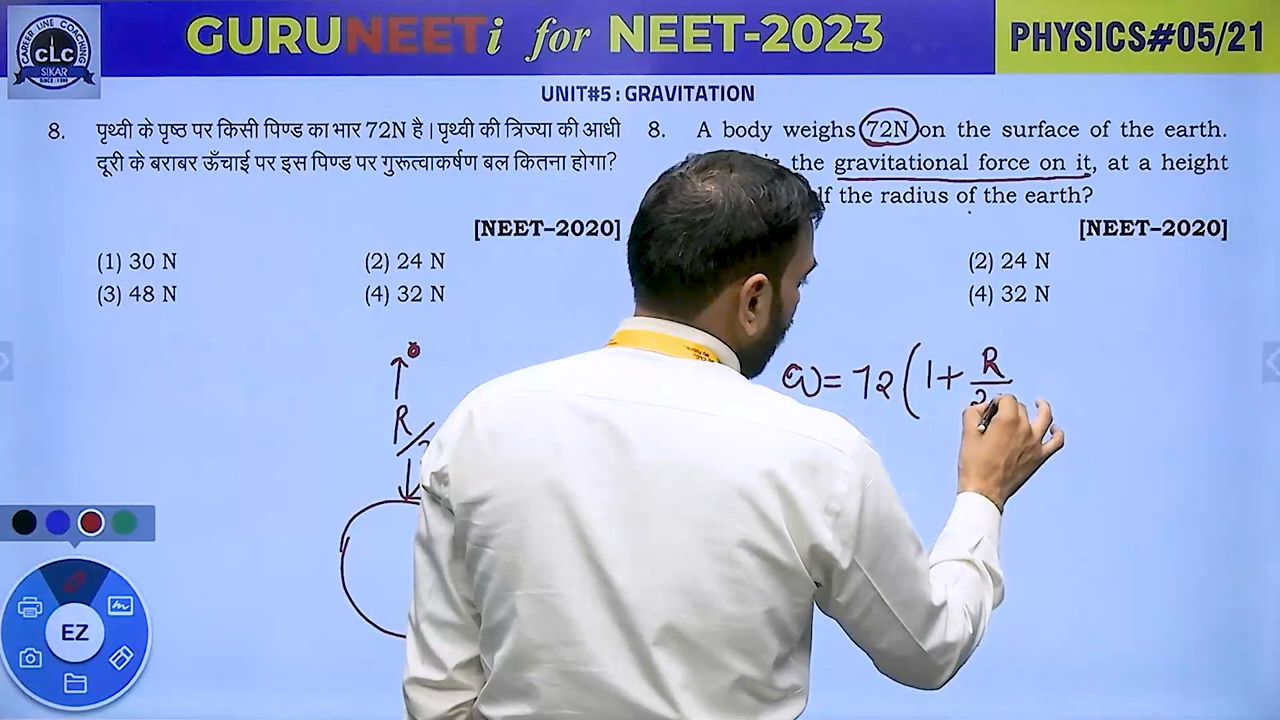 GURUNEETi for NEET-2023
PHYSICS#05/21
CAREER LINE COACHING
CLC
SIKAR
UNIT#5 : GRAVITATION
8. पृथ्वी के पृष्ठ पर किसी पिण्ड का भार 72N है। पृथ्वी की त्रिज्या की आधी
दूरी के बराबर ऊँचाई पर इस पिण्ड पर गुरूत्वाकर्षण बल कितना होगा?
[NEET–2020]
(1) 30 N (2) 24 N
(3) 48 N (4) 32 N
8. A body weighs 72N on the surface of the earth.
the gravitational force on it, at a height
the radius of the earth?
[NEET–2020]
(2) 24 N
(4) 32 N
R
ω = 72 (1 + R
2
EZ